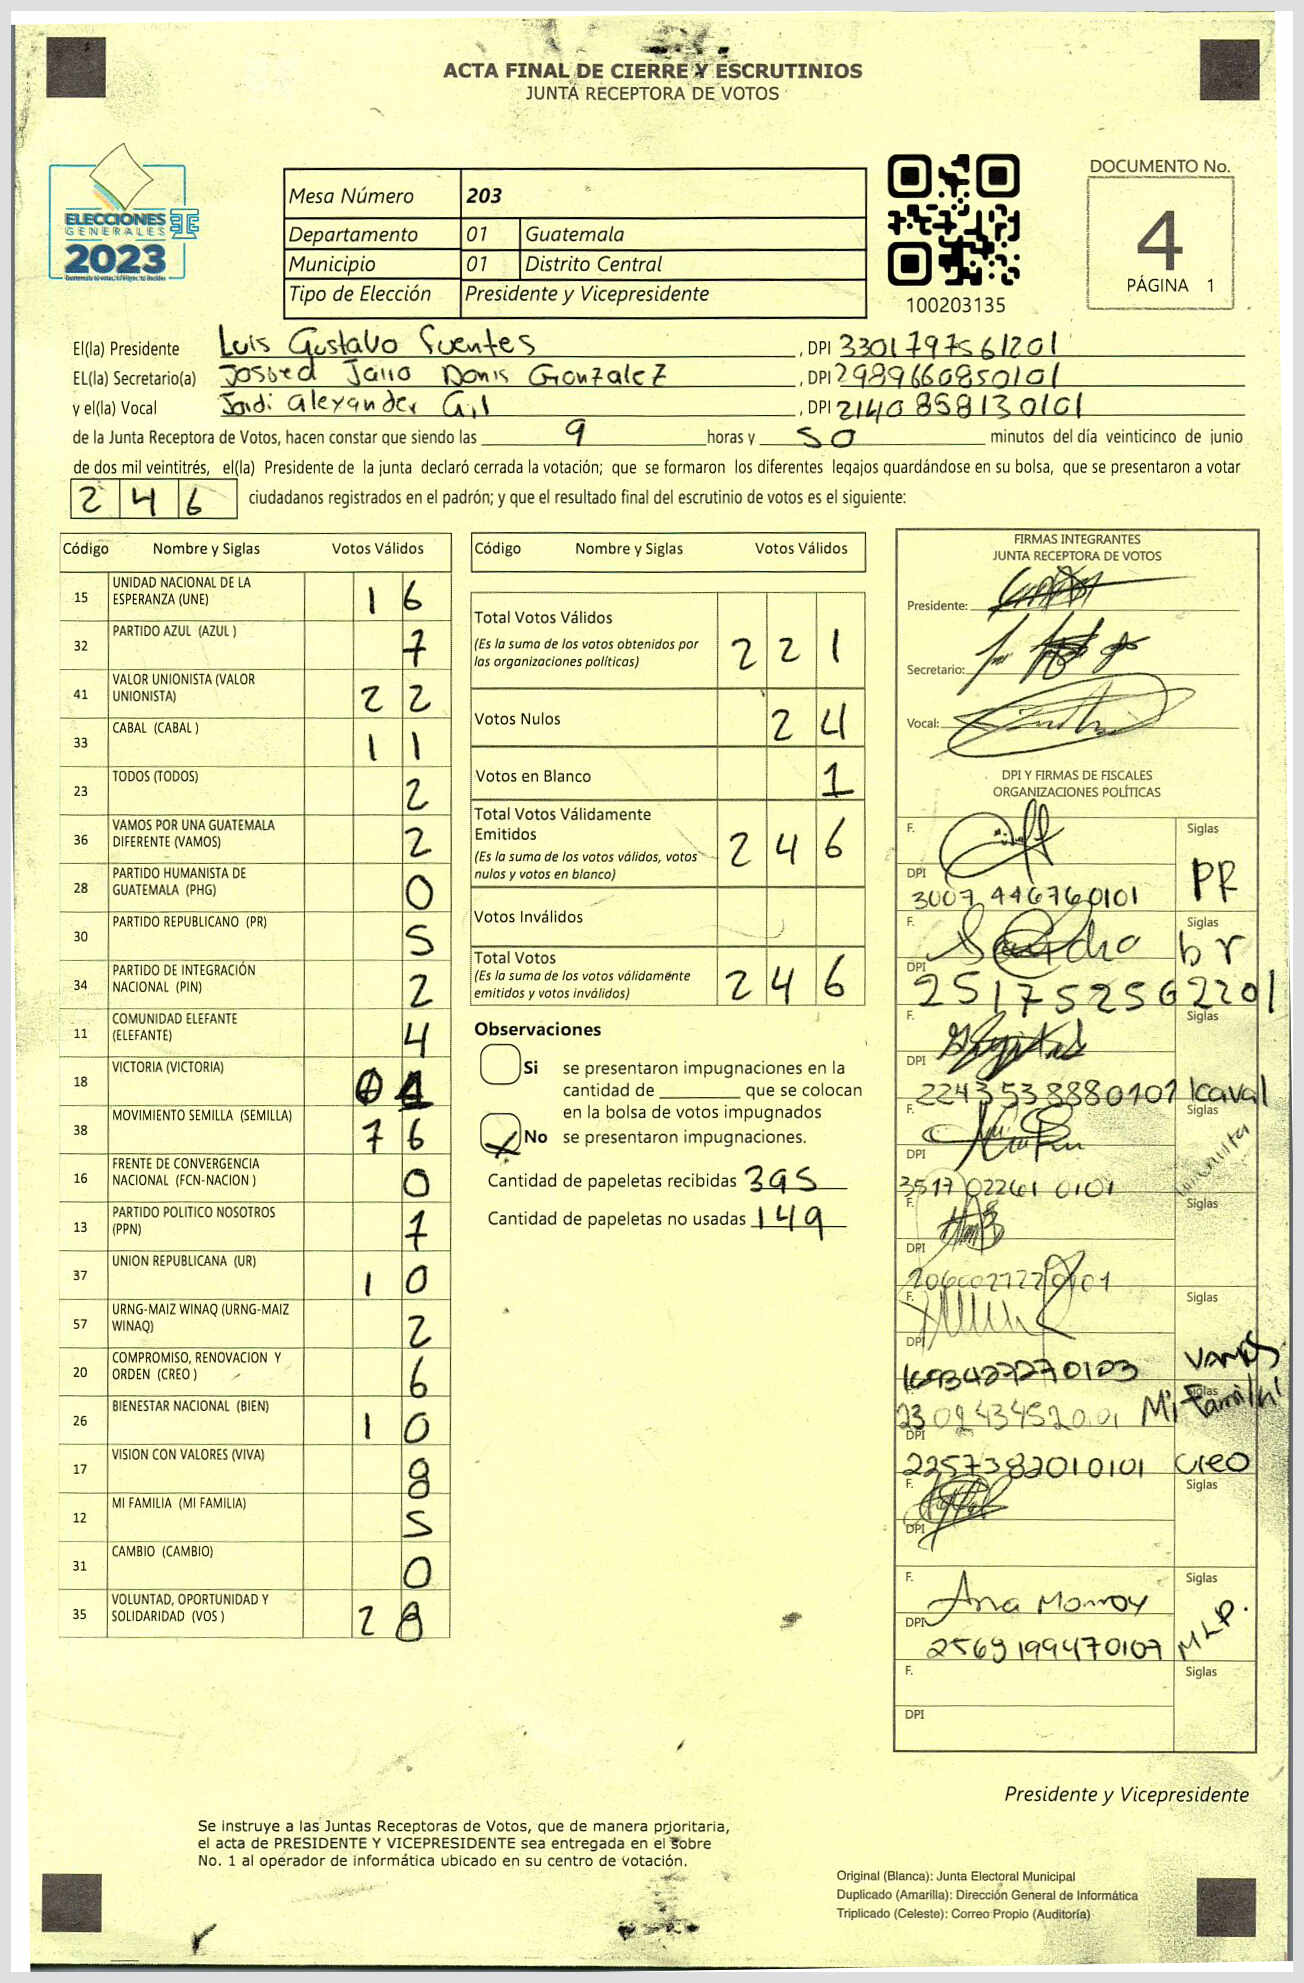 ACTA FINAL DE CIERRE Y ESCRUTINIOS
JUNTA RECEPTORA DE VOTOS
ELECCIONES
GENERALES
2023
Mesa Número 203
Departamento 01 Guatemala
Municipio 01 Distrito Central
Tipo de Elección Presidente y Vicepresidente
100203135
DOCUMENTO No.
4
PÁGINA 1
El(la) Presidente Luis Gustavo Fuentes , DPI 3301797561201
EL(la) Secretario(a) Donis Gonzalez , DPI 2989660850101
y el(la) Vocal Jordi Alexander Gil , DPI 2140858130101
de la Junta Receptora de Votos, hacen constar que siendo las 9 horas y 50 minutos del día veinticinco de junio
de dos mil veintitrés, el(la) Presidente de la junta declaró cerrada la votación; que se formaron los diferentes legajos quardándose en su bolsa, que se presentaron a votar
246 ciudadanos registrados en el padrón; y que el resultado final del escrutinio de votos es el siguiente:
Código Nombre y Siglas Votos Válidos
15 UNIDAD NACIONAL DE LA ESPERANZA (UNE) 16
32 PARTIDO AZUL (AZUL ) 7
41 VALOR UNIONISTA (VALOR UNIONISTA) 22
33 CABAL (CABAL ) 11
23 TODOS (TODOS) 2
36 VAMOS POR UNA GUATEMALA DIFERENTE (VAMOS) 2
28 PARTIDO HUMANISTA DE GUATEMALA (PHG) 0
30 PARTIDO REPUBLICANO (PR) 5
34 PARTIDO DE INTEGRACIÓN NACIONAL (PIN) 2
11 COMUNIDAD ELEFANTE (ELEFANTE) 4
18 VICTORIA (VICTORIA)
38 MOVIMIENTO SEMILLA (SEMILLA) 76
16 FRENTE DE CONVERGENCIA NACIONAL (FCN-NACION ) 0
13 PARTIDO POLITICO NOSOTROS (PPN) 7
37 UNION REPUBLICANA (UR) 10
57 URNG-MAIZ WINAQ (URNG-MAIZ WINAQ) 2
20 COMPROMISO, RENOVACION Y ORDEN (CREO ) 6
26 BIENESTAR NACIONAL (BIEN) 10
17 VISION CON VALORES (VIVA) 8
12 MI FAMILIA (MI FAMILIA) 5
31 CAMBIO (CAMBIO) 0
35 VOLUNTAD, OPORTUNIDAD Y SOLIDARIDAD (VOS ) 28
Código Nombre y Siglas Votos Válidos
Total Votos Válidos 221
(Es la suma de los votos obtenidos por las organizaciones políticas)
Votos Nulos 24
Votos en Blanco 1
Total Votos Válidamente Emitidos 246
(Es la suma de los votos válidos, votos nulos y votos en blanco)
Votos Inválidos
Total Votos 246
(Es la suma de los votos válidamente emitidos y votos inválidos)
Observaciones
Si se presentaron impugnaciones en la
cantidad de ________ que se colocan
en la bolsa de votos impugnados
No se presentaron impugnaciones.
Cantidad de papeletas recibidas 395
Cantidad de papeletas no usadas 149
FIRMAS INTEGRANTES
JUNTA RECEPTORA DE VOTOS
Presidente:
Secretario:
Vocal:
DPI Y FIRMAS DE FISCALES
ORGANIZACIONES POLÍTICAS
F. Siglas
DPI 3007446760101 PR
F. Siglas
DPI 2517525662201 br
F. Siglas
DPI 2243538880101
F. Siglas
DPI 3517022610101
F. Siglas
DPI
F. Siglas
DPI Vamos
Siglas
DPI Mi Familia
2257382010101 Creo
F. Siglas
DPI
F. Ana Monroy Siglas
DPI 2569199470107 MLP.
F. Siglas
DPI
Presidente y Vicepresidente
Se instruye a las Juntas Receptoras de Votos, que de manera prioritaria,
el acta de PRESIDENTE Y VICEPRESIDENTE sea entregada en el sobre
No. 1 al operador de informática ubicado en su centro de votación.
Original (Blanca): Junta Electoral Municipal
Duplicado (Amarilla): Dirección General de Informática
Triplicado (Celeste): Correo Propio (Auditoría)